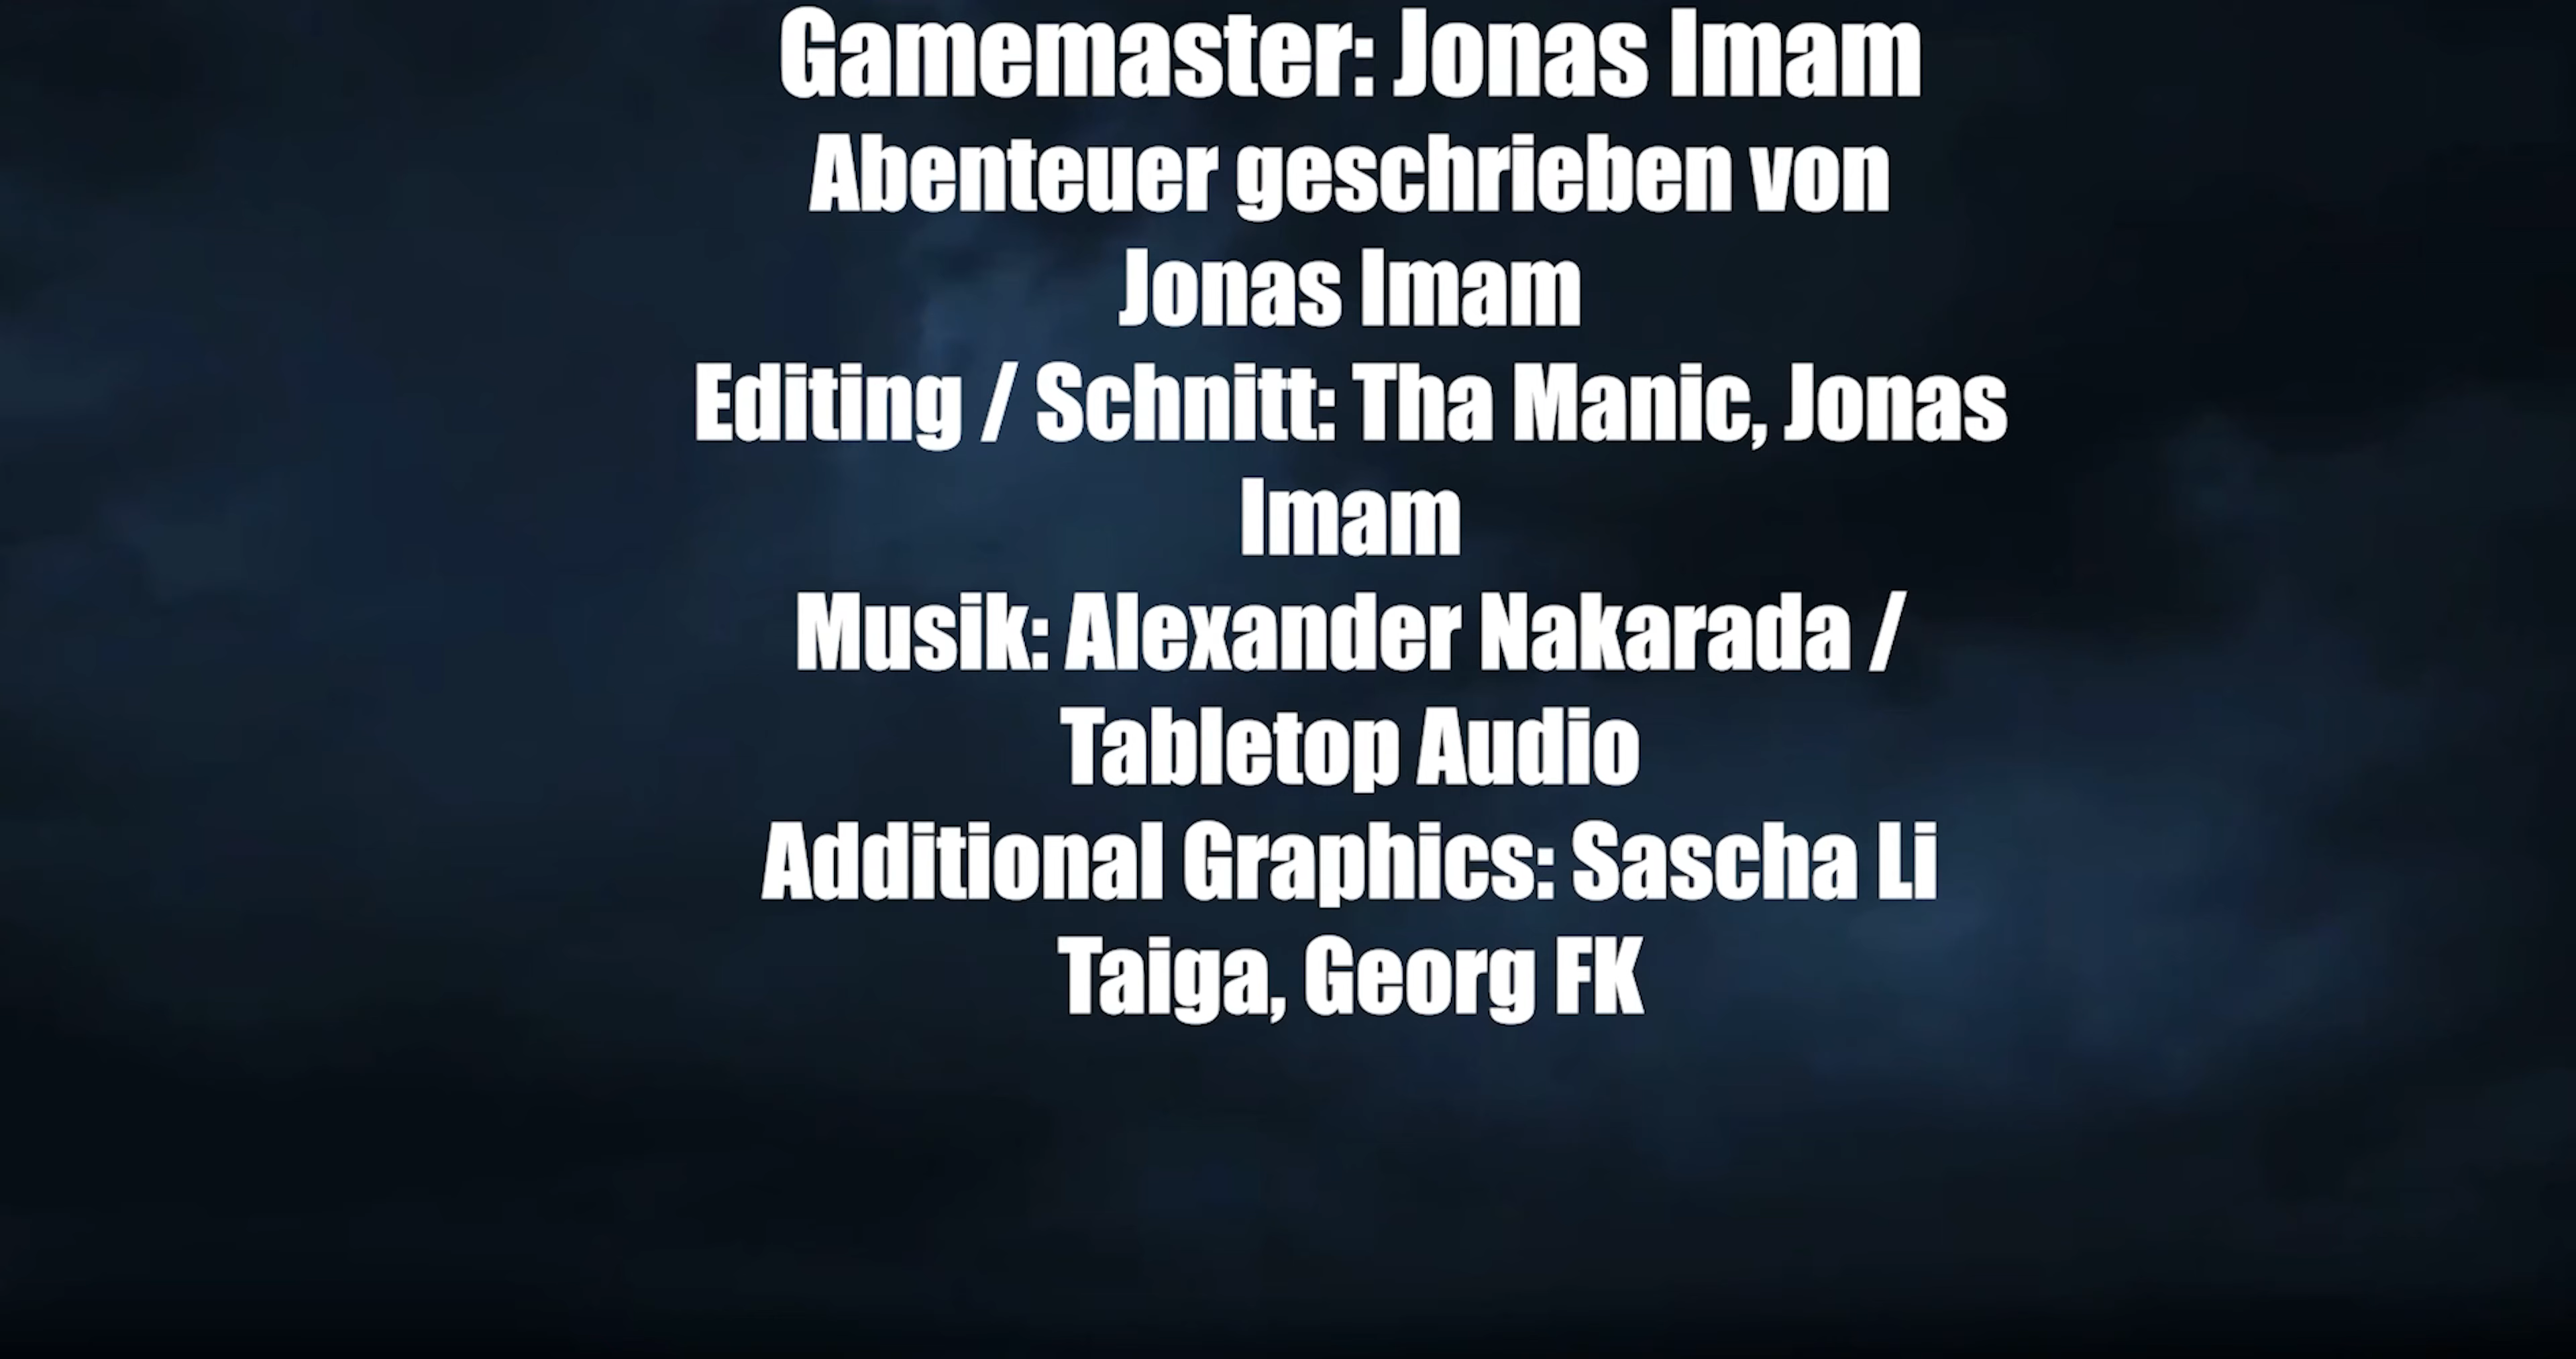 Gamemaster: Jonas Imam
Abenteuer geschrieben von
Jonas Imam
Editing / Schnitt: Tha Manic, Jonas
Imam
Musik: Alexander Nakarada /
Tabletop Audio
Additional Graphics: Sascha Li
Taiga, Georg FK